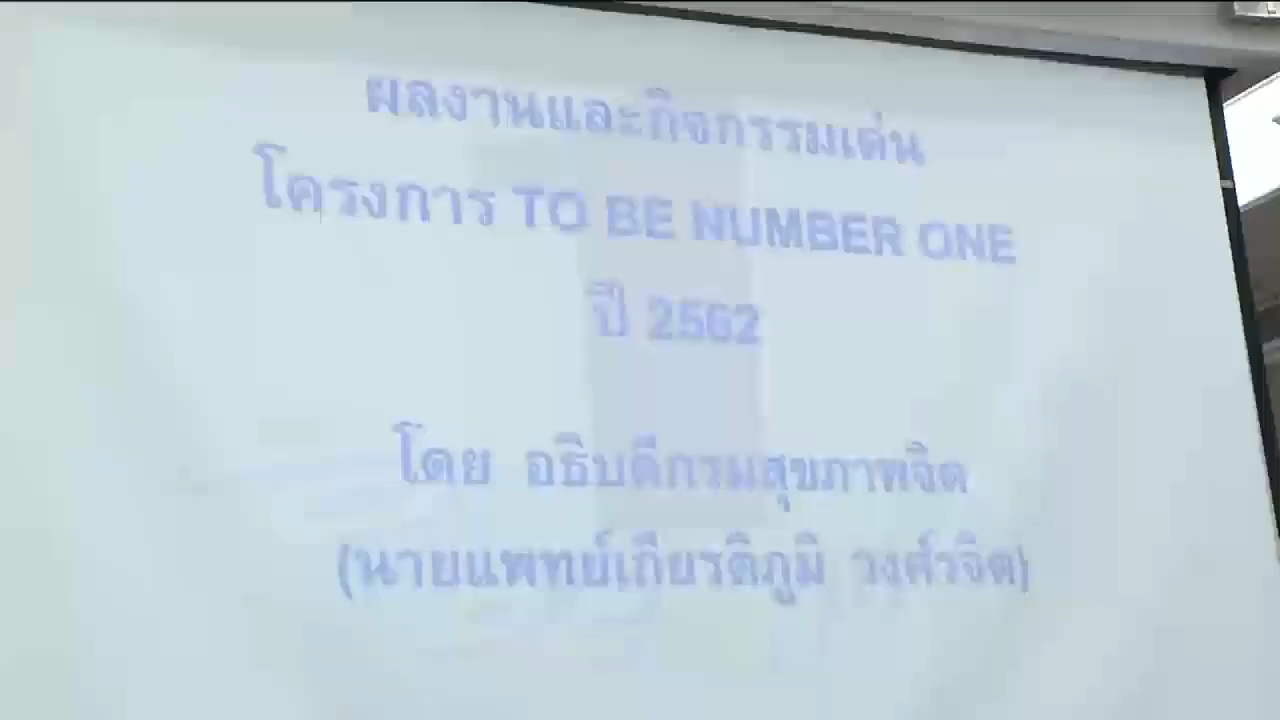 ผลงานและกิจกรรมเด่น
โครงการ TO BE NUMBER ONE
ปี 2562
โดย อธิบดีกรมสุขภาพจิต
(นายแพทย์เกียรติภูมิ วงศ์รจิต)